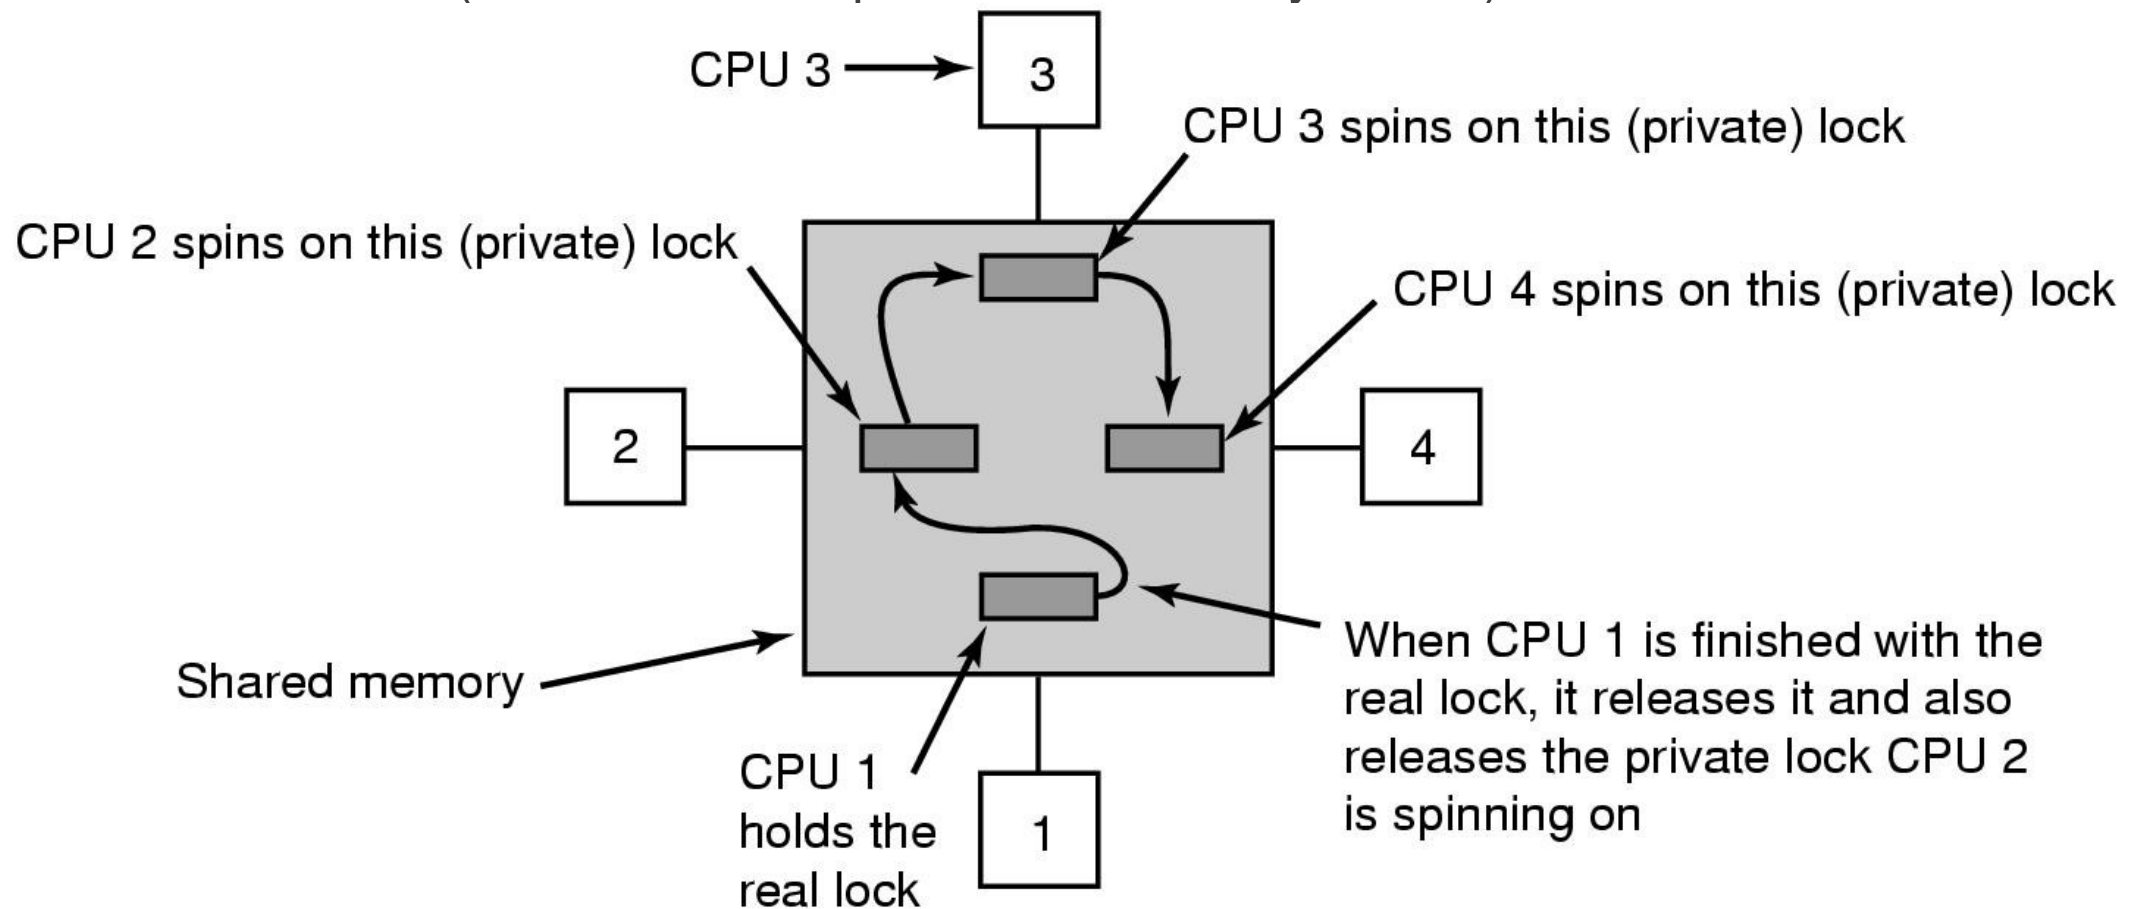 CPU 3
3
CPU 3 spins on this (private) lock
CPU 2 spins on this (private) lock
CPU 4 spins on this (private) lock
2
4
Shared memory
CPU 1
holds the
real lock
1
When CPU 1 is finished with the
real lock, it releases it and also
releases the private lock CPU 2
is spinning on